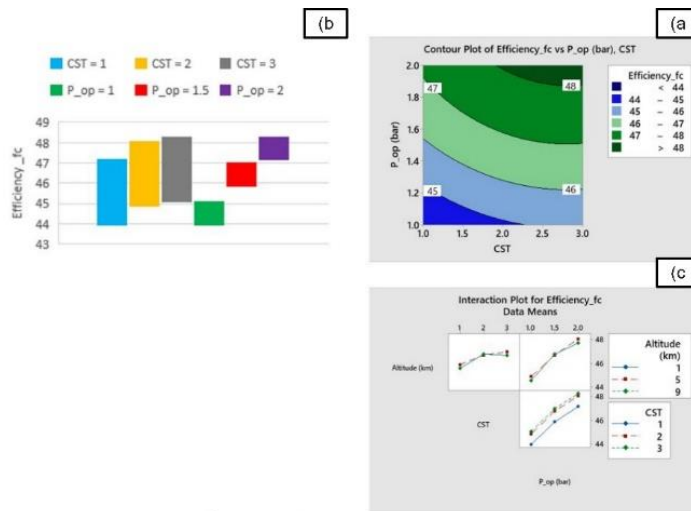 (b)
CST = 1 CST = 2 CST = 3
P_op = 1 P_op = 1.5 P_op = 2
49
48
47
46
45
44
43
Efficiency _fc
(a)
Contour Plot of Efficiency_fc vs P_op (bar), CST
2.0
1.8
1.6
1.4
1.2
1.0
P_op (bar)
47
48
45
46
1.0 1.5 2.0 2.5 3.0
CST
Efficiency_fc
< 44
44 – 45
45 – 46
46 – 47
47 – 48
> 48
(c)
Interaction Plot for Efficiency_fc
Data Means
1 2 3 1.0 1.5 2.0
Altitude (km)
48
46
44
Altitude
(km)
1
5
9
CST
48
46
44
CST
1
2
3
P_op (bar)